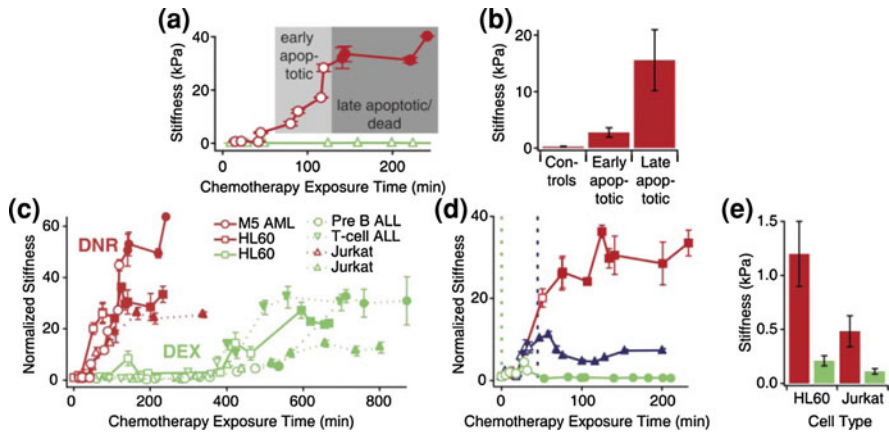 (a)
Stiffness (kPa)
40
20
0
early
apop-
totic
late apoptotic/
dead
0
100
200
Chemotherapy Exposure Time (min)
(b)
Stiffness (kPa)
20
10
0
Con-
trols
Early
apop-
totic
Late
apop-
totic
(c)
Normalized Stiffness
60
40
20
0
DNR
DEX
M5 AML
HL60
HL60
Pre B ALL
T-cell ALL
Jurkat
Jurkat
0
200
400
600
800
Chemotherapy Exposure Time (min)
(d)
Normalized Stiffness
40
20
0
0
100
200
Chemotherapy Exposure Time (min)
(e)
Stiffness (kPa)
1.5
1.0
0.5
0.0
HL60
Jurkat
Cell Type